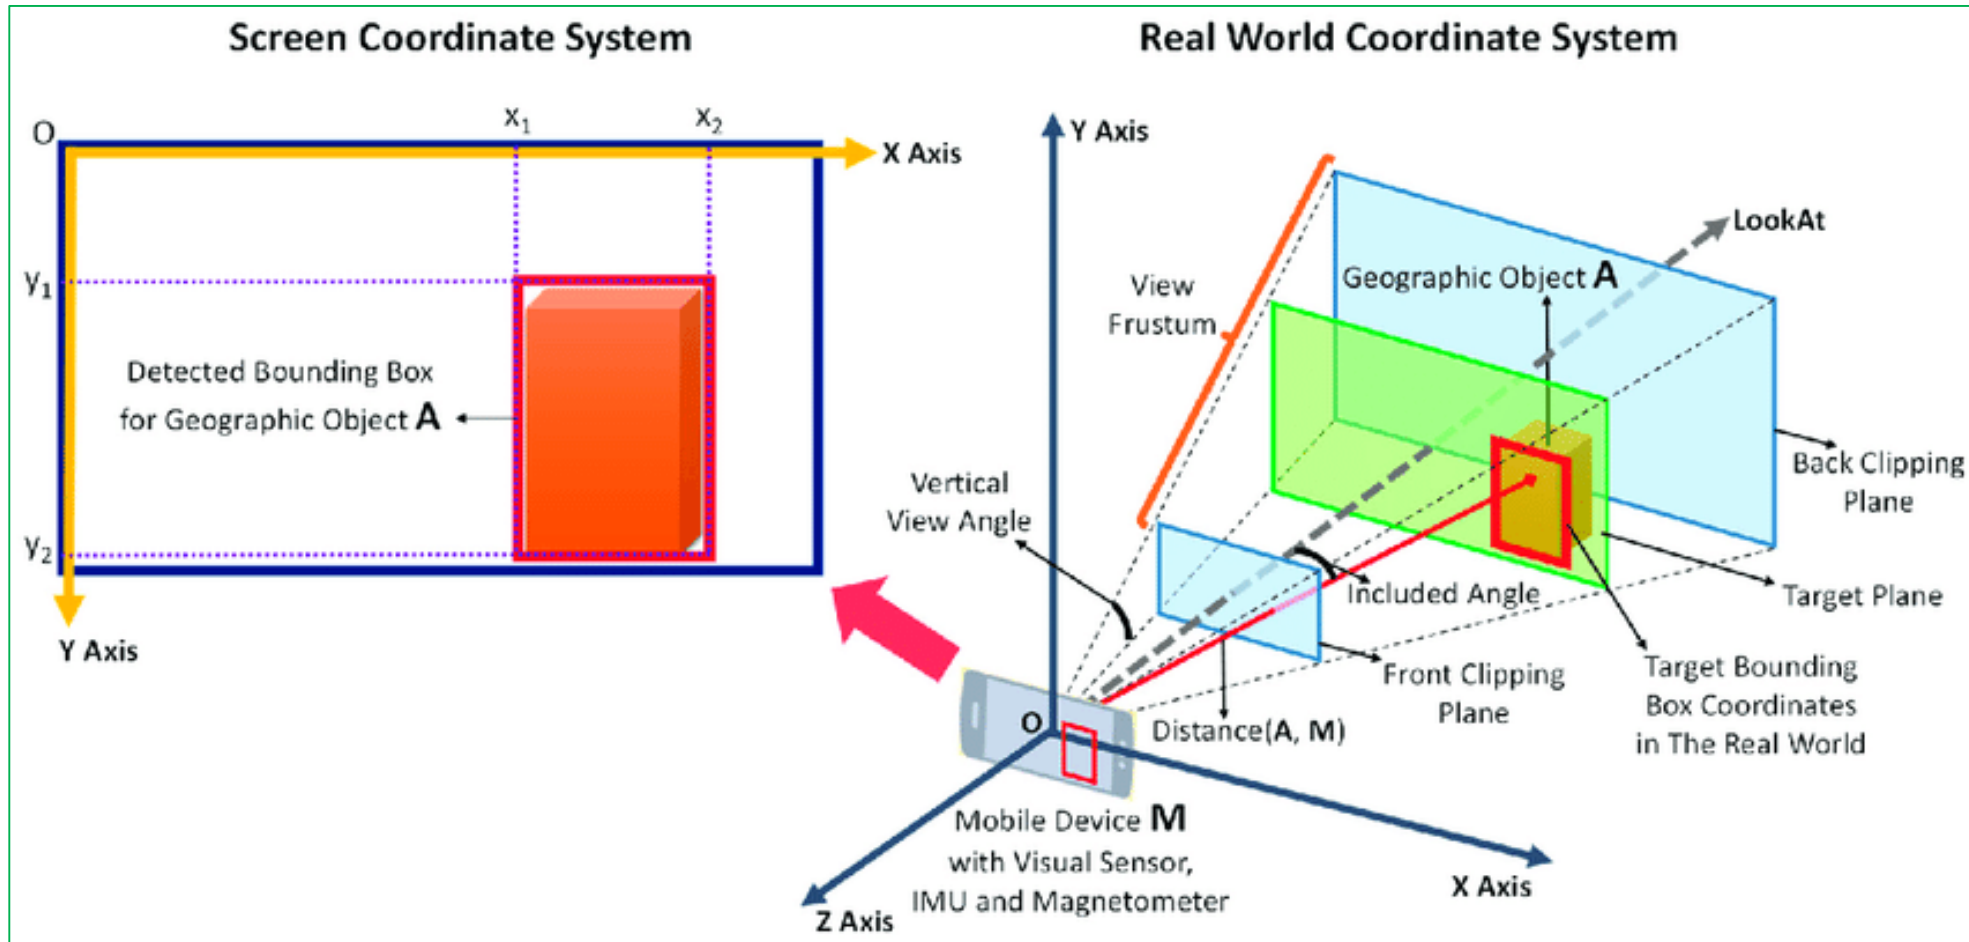 Screen Coordinate System
O
x1
x2
X Axis
y1
Detected Bounding Box
for Geographic Object A
y2
Y Axis
Real World Coordinate System
Y Axis
LookAt
View
Frustum
Geographic Object A
Back Clipping
Plane
Vertical
View Angle
Included Angle
Target Plane
Front Clipping
Plane
Target Bounding
Box Coordinates
in The Real World
Distance(A, M)
O
Mobile Device M
with Visual Sensor,
IMU and Magnetometer
X Axis
Z Axis